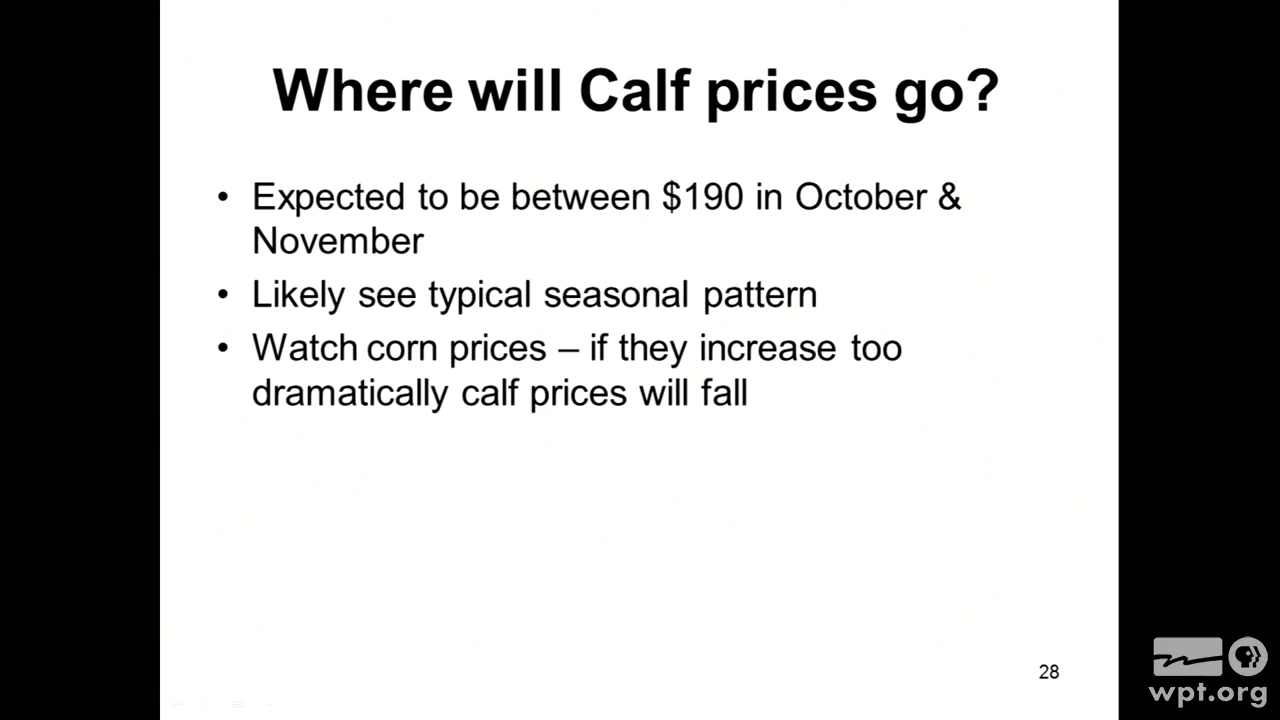 Where will Calf prices go?
• Expected to be between $190 in October &
November
• Likely see typical seasonal pattern
• Watch corn prices – if they increase too
dramatically calf prices will fall
28
wpt.org